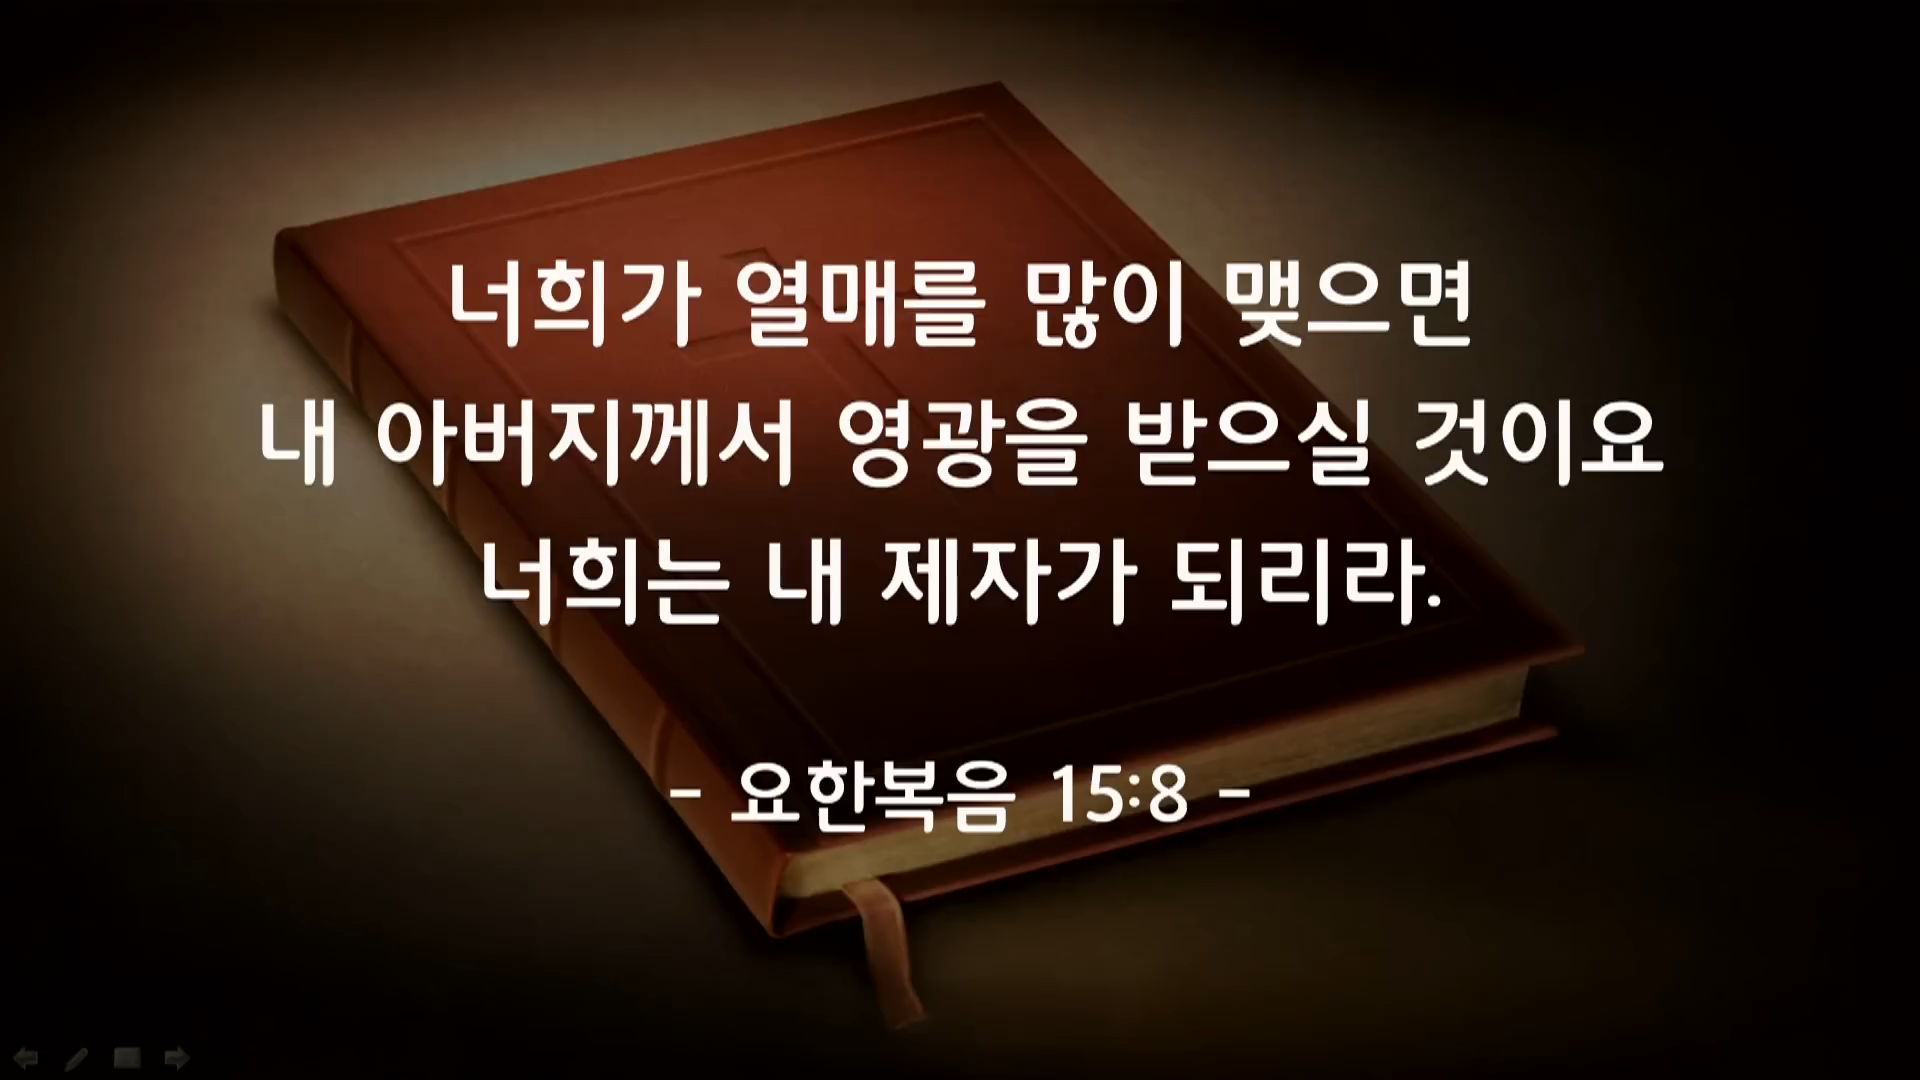 너희가 열매를 많이 맺으면
내 아버지께서 영광을 받으실 것이요
너희는 내 제자가 되리라.
- 요한복음 15:8 -